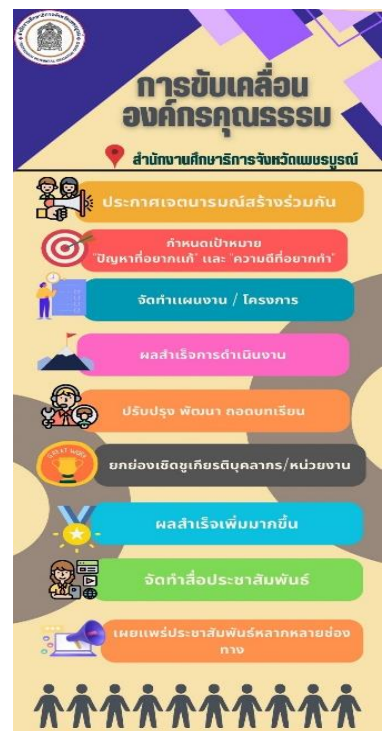 การขับเคลื่อน
องค์กรคุณธรรม
สำนักงานศึกษาธิการจังหวัดเพชรบูรณ์
ประกาศเจตนารมณ์สร้างร่วมกัน
กำหนดเป้าหมาย
"ปัญหาที่อยากแก้" และ "ความดีที่อยากทำ"
จัดทำแผนงาน / โครงการ
ผลสำเร็จการดำเนินงาน
ปรับปรุง พัฒนา ถอดบทเรียน
ยกย่องเชิดชูเกียรติบุคลากร/หน่วยงาน
ผลสำเร็จเพิ่มมากขึ้น
จัดทำสื่อประชาสัมพันธ์
เผยแพร่ประชาสัมพันธ์หลากหลายช่อง
ทาง